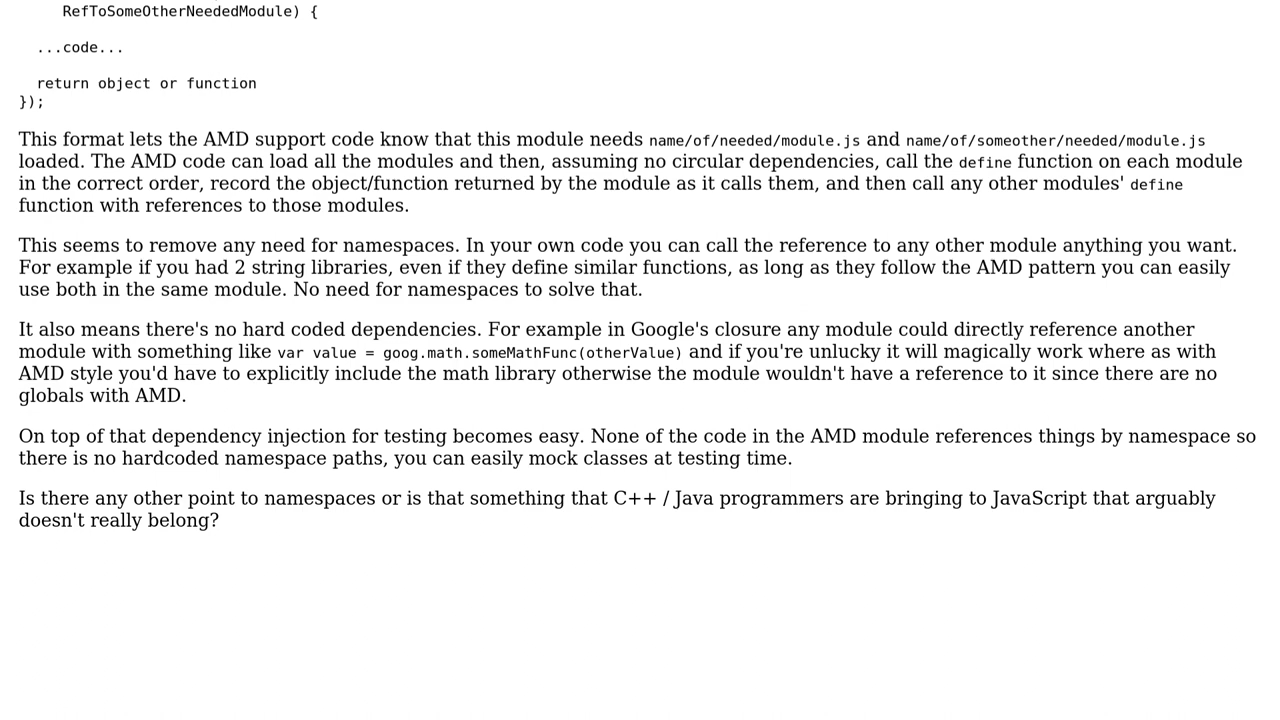 RefToSomeOtherNeededModule) {
...code...
return object or function
});
This format lets the AMD support code know that this module needs name/of/needed/module.js and name/of/someother/needed/module.js
loaded. The AMD code can load all the modules and then, assuming no circular dependencies, call the define function on each module
in the correct order, record the object/function returned by the module as it calls them, and then call any other modules' define
function with references to those modules.
This seems to remove any need for namespaces. In your own code you can call the reference to any other module anything you want.
For example if you had 2 string libraries, even if they define similar functions, as long as they follow the AMD pattern you can easily
use both in the same module. No need for namespaces to solve that.
It also means there's no hard coded dependencies. For example in Google's closure any module could directly reference another
module with something like var value = goog.math.someMathFunc(otherValue) and if you're unlucky it will magically work where as with
AMD style you'd have to explicitly include the math library otherwise the module wouldn't have a reference to it since there are no
globals with AMD.
On top of that dependency injection for testing becomes easy. None of the code in the AMD module references things by namespace so
there is no hardcoded namespace paths, you can easily mock classes at testing time.
Is there any other point to namespaces or is that something that C++ / Java programmers are bringing to JavaScript that arguably
doesn't really belong?